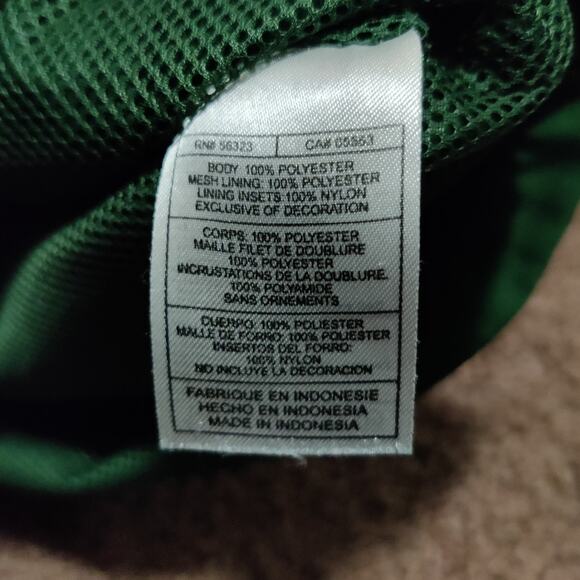 RN# 56323 CA# 05553
BODY 100% POLYESTER
MESH LINING: 100% POLYESTER
LINING INSETS: 100% NYLON
EXCLUSIVE OF DECORATION
CORPS: 100% POLYESTER
MAILLE FILET DE DOUBLURE
100% POLYESTER
INCRUSTATIONS DE LA DOUBLURE.
100% POLYAMIDE
SANS ORNEMENTS
CUERPO: 100% POLIESTER
MALLE DE FORNO: 100% POLIESTER
INSERTOS DEL FORRO:
100% NYLON
NO INCLUYE LA DECORACION
FABRIQUE EN INDONESIE
HECHO EN INDONESIA
MADE IN INDONESIA